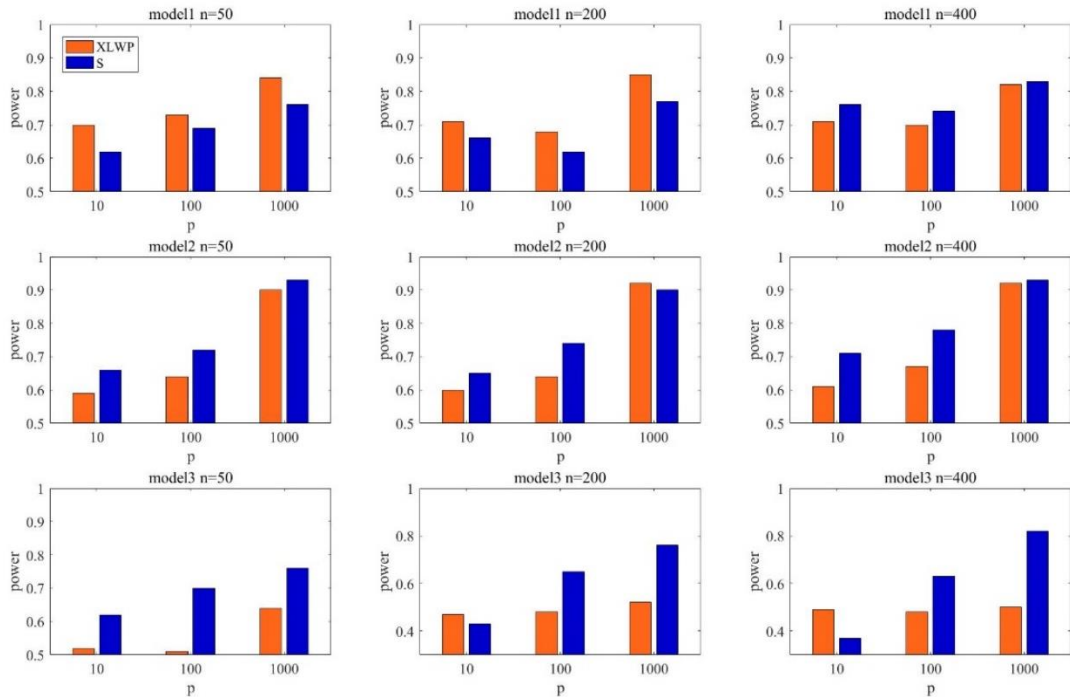 model1 n=50
1
0.9
0.8
0.7
0.6
0.5
power
XLWP
S
10 100 1000
p
model1 n=200
1
0.9
0.8
0.7
0.6
0.5
power
10 100 1000
p
model1 n=400
1
0.9
0.8
0.7
0.6
0.5
power
10 100 1000
p
model2 n=50
1
0.9
0.8
0.7
0.6
0.5
power
10 100 1000
p
model2 n=200
1
0.9
0.8
0.7
0.6
0.5
power
10 100 1000
p
model2 n=400
1
0.9
0.8
0.7
0.6
0.5
power
10 100 1000
p
model3 n=50
1
0.9
0.8
0.7
0.6
0.5
power
10 100 1000
p
model3 n=200
1
0.8
0.6
0.4
power
10 100 1000
p
model3 n=400
1
0.8
0.6
0.4
power
10 100 1000
p